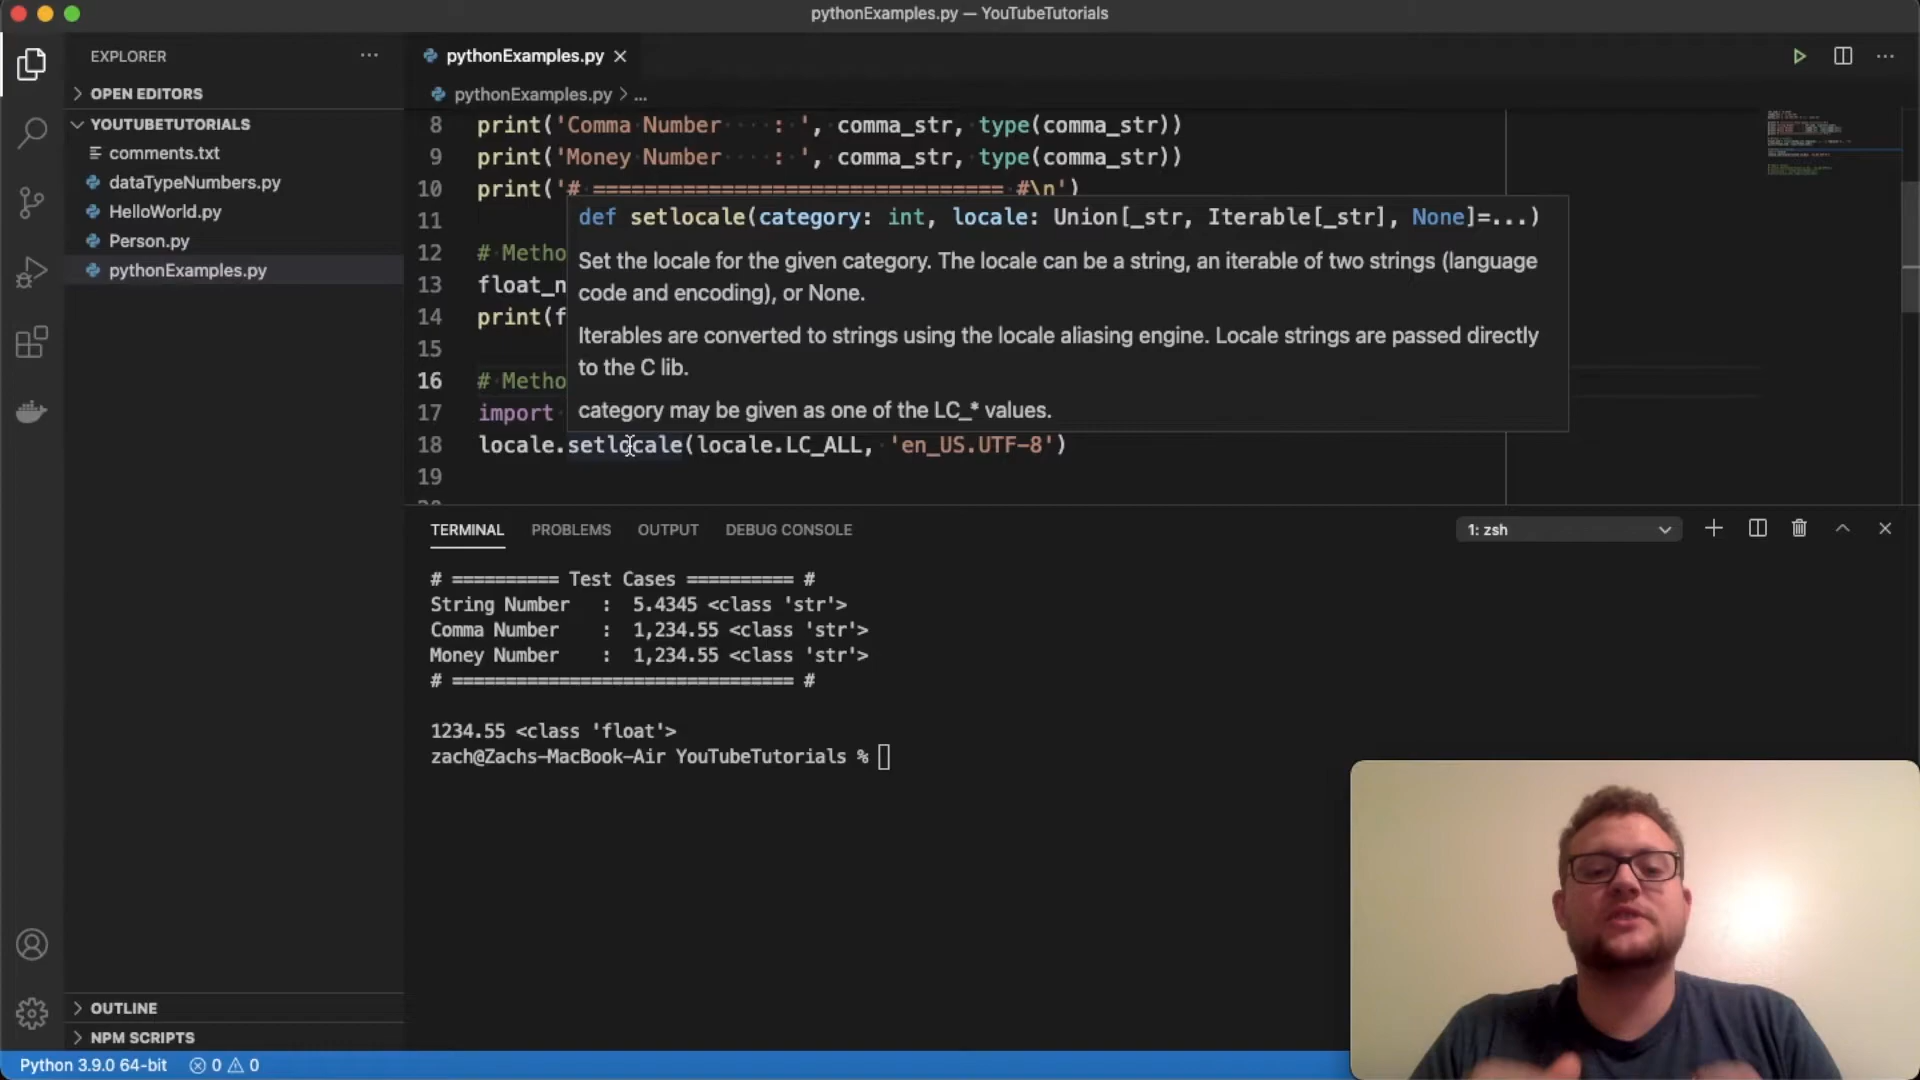 pythonExamples.py — YouTubeTutorials
EXPLORER
OPEN EDITORS
YOUTUBETUTORIALS
comments.txt
dataTypeNumbers.py
HelloWorld.py
Person.py
pythonExamples.py
OUTLINE
NPM SCRIPTS
pythonExamples.py
pythonExamples.py > ...
8 print('Comma Number    : ', comma_str, type(comma_str))
9 print('Money Number    : ', comma_str, type(comma_str))
10 print('# ================================ #\n')
11
def setlocale(category: int, locale: Union[_str, Iterable[_str], None]=...)
Set the locale for the given category. The locale can be a string, an iterable of two strings (language
code and encoding), or None.
Iterables are converted to strings using the locale aliasing engine. Locale strings are passed directly
to the C lib.
category may be given as one of the LC_* values.
12 # Metho
13 float_n
14 print(f
15
16 # Metho
17 import
18 locale.setlocale(locale.LC_ALL, 'en_US.UTF-8')
19
TERMINAL PROBLEMS OUTPUT DEBUG CONSOLE
1: zsh
# ========== Test Cases ========== #
String Number   :  5.4345 <class 'str'>
Comma Number    :  1,234.55 <class 'str'>
Money Number    :  1,234.55 <class 'str'>
# ================================ #
1234.55 <class 'float'>
zach@Zachs-MacBook-Air YouTubeTutorials %
Python 3.9.0 64-bit 0 0